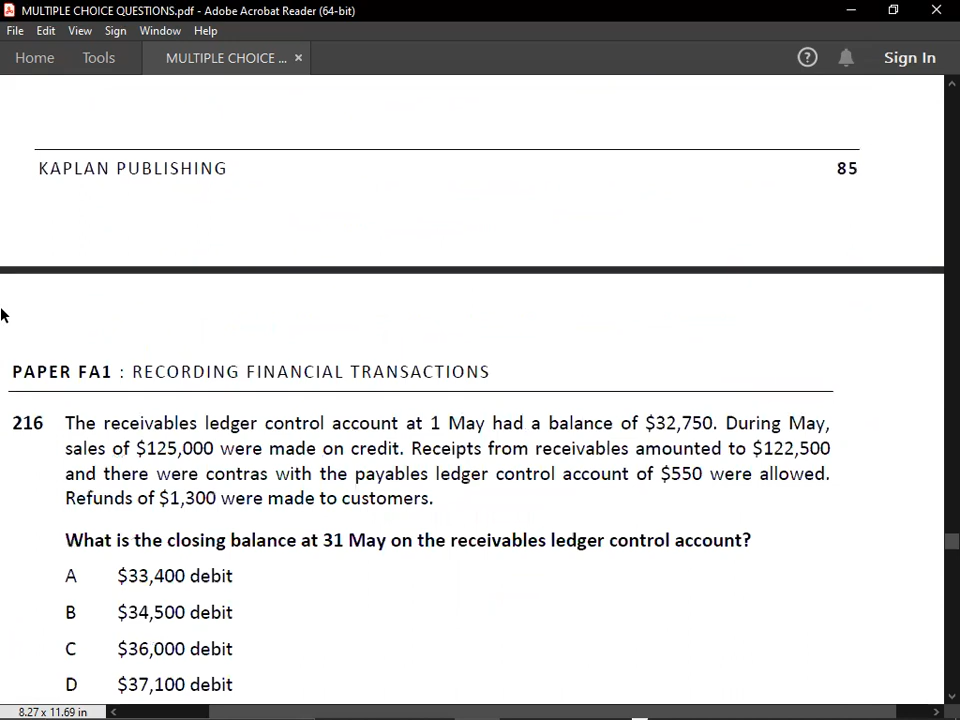 MULTIPLE CHOICE QUESTIONS.pdf - Adobe Acrobat Reader (64-bit)
File Edit View Sign Window Help
Home Tools MULTIPLE CHOICE ... × ? Sign In
KAPLAN PUBLISHING 85
PAPER FA1 : RECORDING FINANCIAL TRANSACTIONS
216 The receivables ledger control account at 1 May had a balance of $32,750. During May,
sales of $125,000 were made on credit. Receipts from receivables amounted to $122,500
and there were contras with the payables ledger control account of $550 were allowed.
Refunds of $1,300 were made to customers.
What is the closing balance at 31 May on the receivables ledger control account?
A $33,400 debit
B $34,500 debit
C $36,000 debit
D $37,100 debit
8.27 x 11.69 in